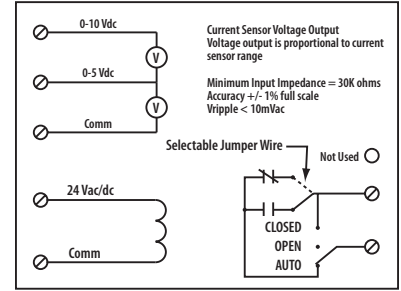 0-10 Vdc
V
0-5 Vdc
V
Comm
Current Sensor Voltage Output
Voltage output is proportional to current
sensor range
Minimum Input Impedance = 30K ohms
Accuracy +/- 1% full scale
Vripple < 10mVac
Selectable Jumper Wire
Not Used
24 Vac/dc
Comm
CLOSED
OPEN
AUTO